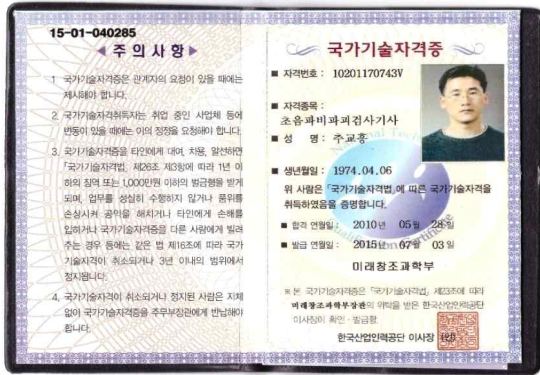 15-01-040285
주의사항
1. 국가기술자격증은 관계자의 요청이 있을 때에는
제시해야 합니다.
2. 국가기술자격증은 취업 중인 사업체 등에
변동이 있을 때에는 이의 정정을 요청해야 합니다.
3. 국가기술자격증을 타인에게 대여, 차용, 알선하면
「국가기술자격법」 제26조 제3항에 따라 1년 이
하의 징역 또는 1,000만원 이하의 벌금형을 받게
되며, 업무를 성실히 수행하지 않거나 품위를
손상시켜 공익을 해치거나 타인에게 손해를
입히거나 국가기술자격증을 다른 사람에게 빌려
주는 경우 등에는 같은 법 제16조에 따라 국가
기술자격이 취소되거나 3년 이내의 범위에서
정지됩니다.
4. 국가기술자격이 취소되거나 정지된 사람은 지체
없이 국가기술자격증을 주무부장관에게 반납해야
합니다.
국가기술자격증
■ 자격번호 : 10201170743V
■ 자격종목 :
초음파비파괴검사기사
■ 성 명 : 추교홍
■ 생년월일 : 1974.04.06
위 사람은 「국가기술자격법」에 따른 국가기술자격을
취득하였음을 증명합니다.
■ 합격 연월일 : 2010년 05월 28일
■ 발급 연월일 : 2015년 07월 03일
미래창조과학부
※ 본 국가기술자격증은 「국가기술자격법」 제23조에 따라
미래창조과학부장관의 위탁을 받은 한국산업인력공단
이사장이 확인·발급함.
한국산업인력공단 이사장